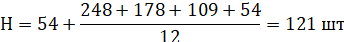 Н = 54 + (248 + 178 + 109 + 54)/12 = 121 шт